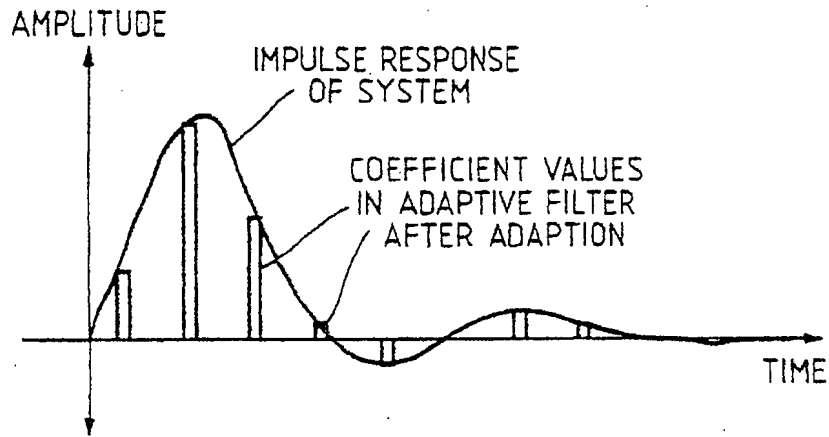 AMPLITUDE
IMPULSE RESPONSE
OF SYSTEM
COEFFICIENT VALUES
IN ADAPTIVE FILTER
AFTER ADAPTION
TIME